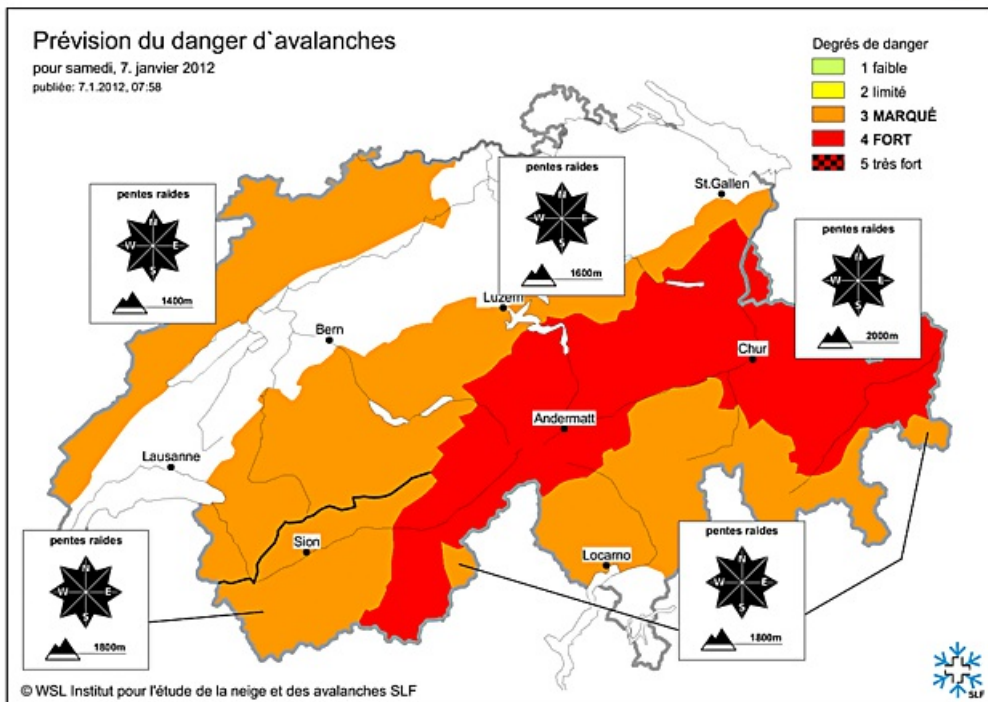 Prévision du danger d`avalanches
pour samedi, 7. janvier 2012
publiée: 7.1.2012, 07:58
Degrés de danger
1 faible
2 limité
3 MARQUÉ
4 FORT
5 très fort
pentes raides
N
W E
S
1400m
pentes raides
N
W E
S
1600m
St.Gallen
pentes raides
N
W E
S
2000m
Luzern
Bern
Chur
Andermatt
Lausanne
Sion
Locarno
pentes raides
N
W E
S
1800m
pentes raides
N
W E
S
1800m
© WSL Institut pour l'étude de la neige et des avalanches SLF
SLF